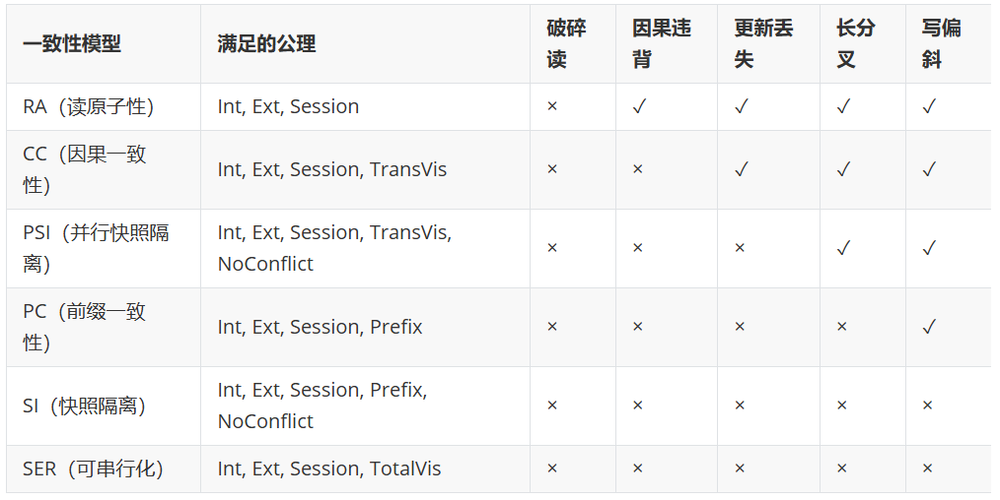 一致性模型 满足的公理 破碎读 因果违背 更新丢失 长分叉 写偏斜
RA（读原子性） Int, Ext, Session × ✓ ✓ ✓ ✓
CC（因果一致性） Int, Ext, Session, TransVis × × ✓ ✓ ✓
PSI（并行快照隔离） Int, Ext, Session, TransVis, NoConflict × × × ✓ ✓
PC（前缀一致性） Int, Ext, Session, Prefix × × × × ✓
SI（快照隔离） Int, Ext, Session, Prefix, NoConflict × × × × ×
SER（可串行化） Int, Ext, Session, TotalVis × × × × ×